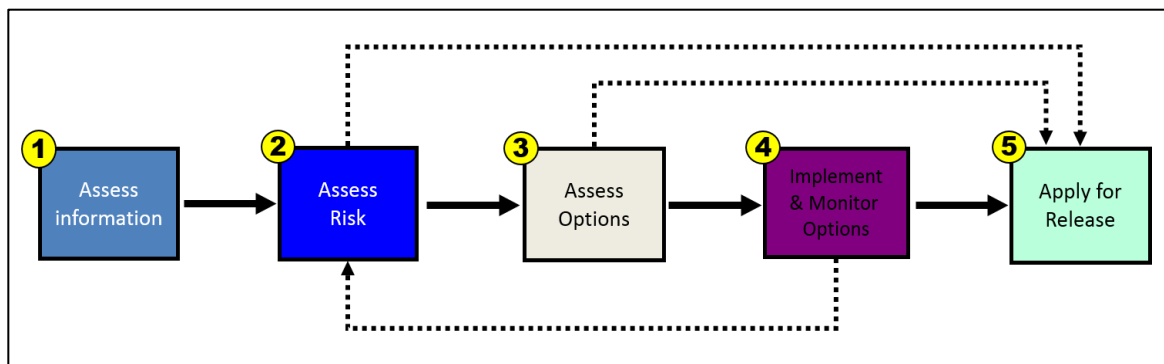 1
Assess
information
2
Assess
Risk
3
Assess
Options
4
Implement
& Monitor
Options
5
Apply for
Release